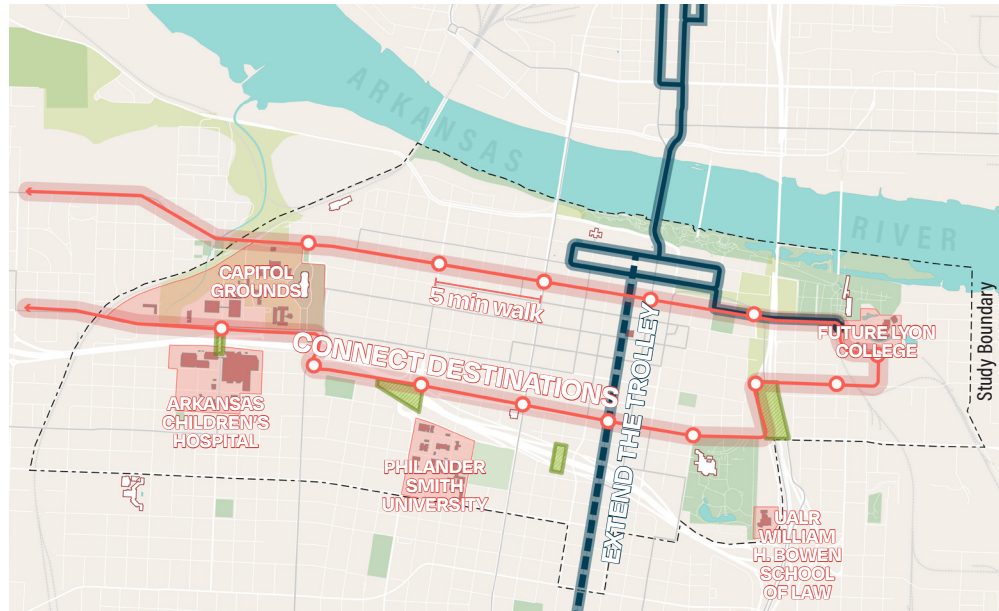 ARKANSAS
RIVER
CAPITOL
GROUNDS
5 min walk
CONNECT DESTINATIONS
EXTEND THE TROLLEY
FUTURE LYON
COLLEGE
Study Boundary
ARKANSAS
CHILDREN'S
HOSPITAL
PHILANDER
SMITH
UNIVERSITY
UALR
WILLIAM
H. BOWEN
SCHOOL
OF LAW